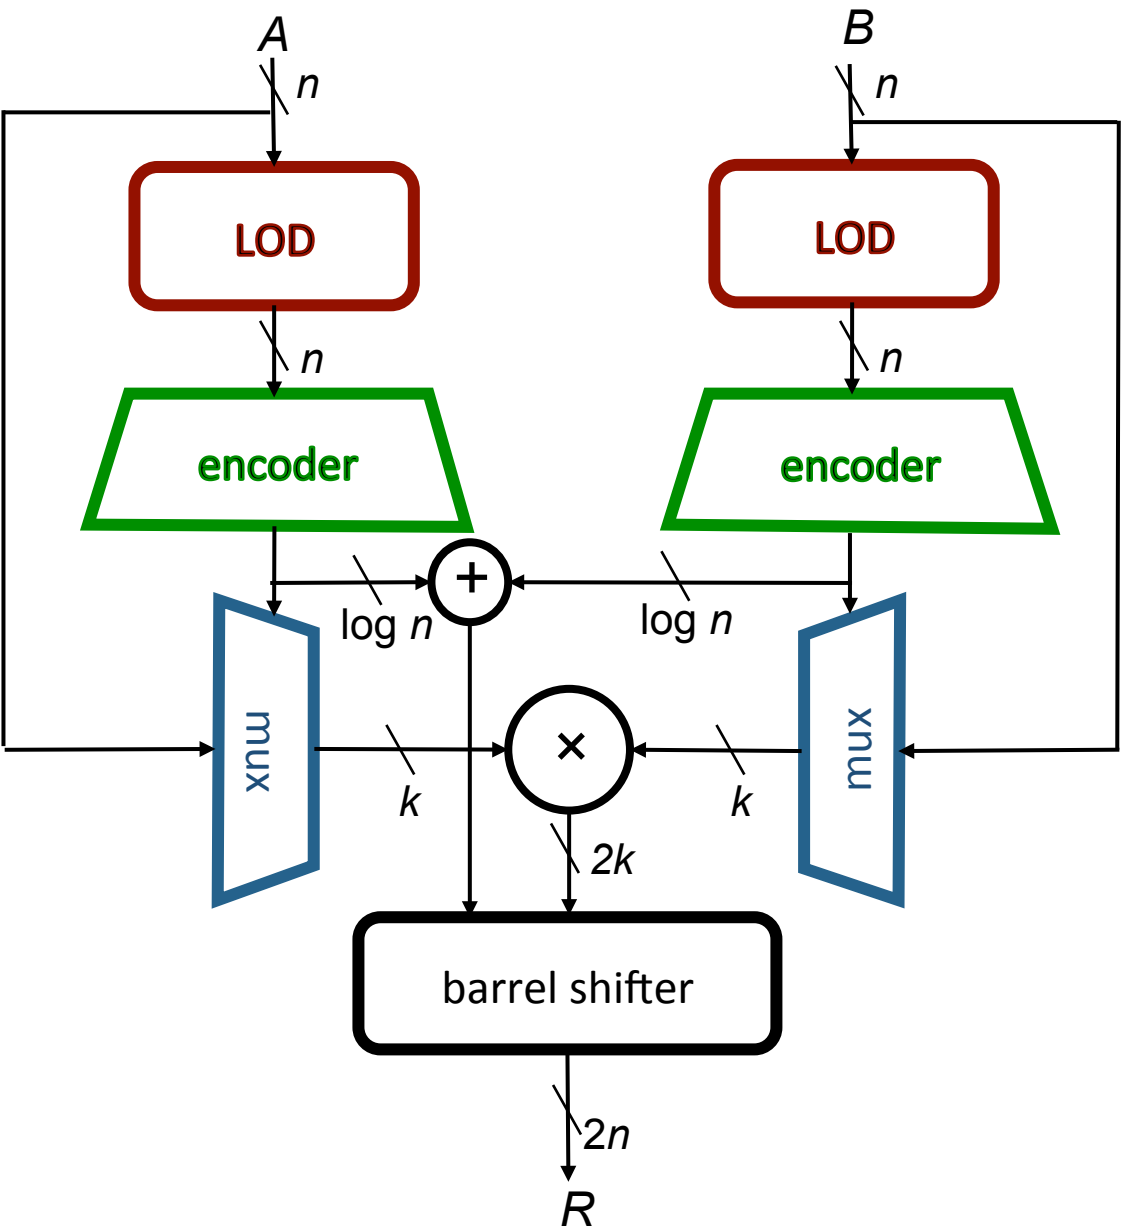 A
B
n
n
LOD
LOD
n
n
encoder
encoder
+
log n
log n
mux
×
mux
k
k
2k
barrel shifter
2n
R